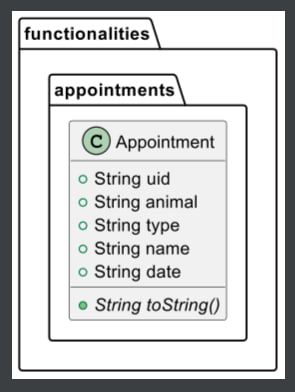 functionalities
appointments
C Appointment
String uid
String animal
String type
String name
String date
String toString()